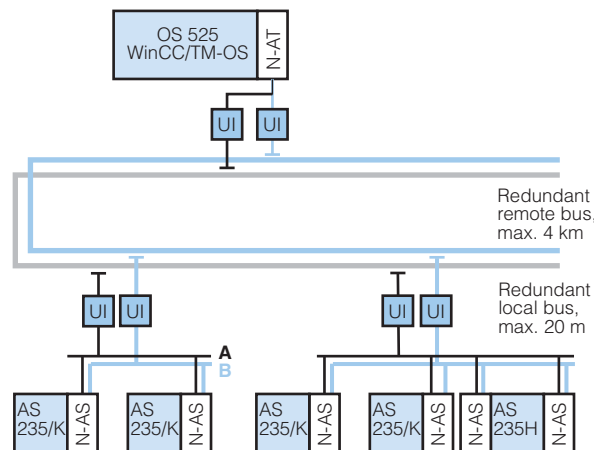 OS 525
WinCC/TM-OS
N-AT
UI
UI
Redundant
remote bus,
max. 4 km
Redundant
local bus,
max. 20 m
UI
UI
UI
UI
A
B
AS
235/K
N-AS
AS
235/K
N-AS
AS
235/K
N-AS
AS
235/K
N-AS
N-AS
AS
235H
N-AS